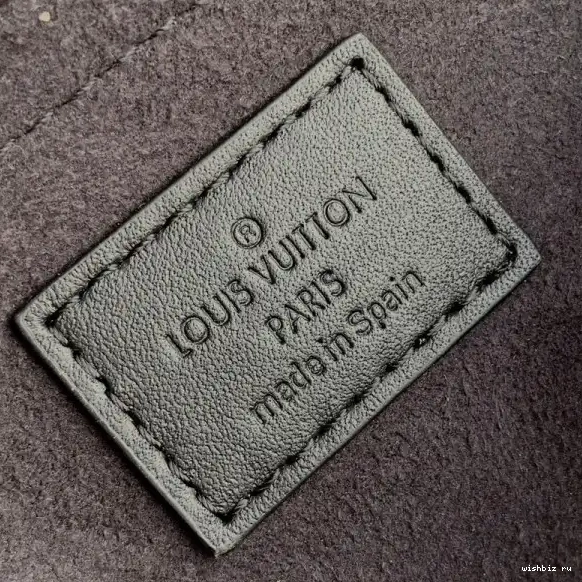 ®
LOUIS VUITTON
PARIS
made in Spain
wishbiz ru